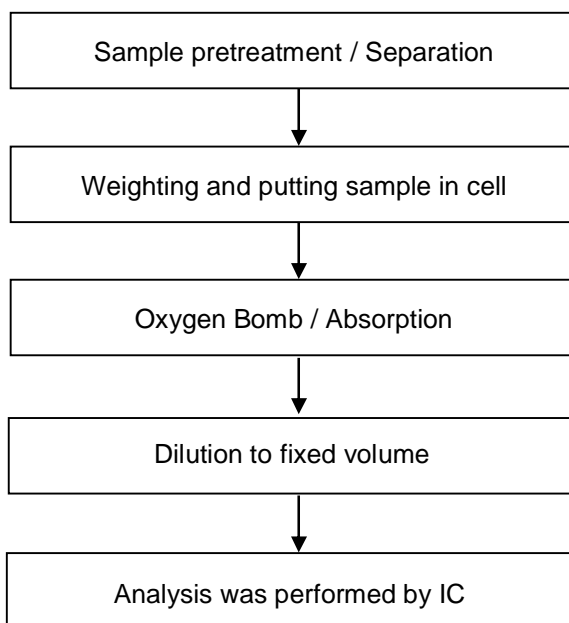 Sample pretreatment / Separation
Weighting and putting sample in cell
Oxygen Bomb / Absorption
Dilution to fixed volume
Analysis was performed by IC